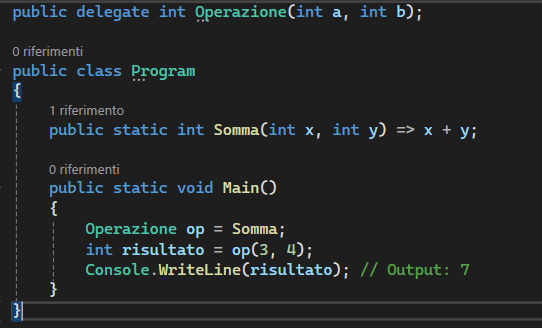 public delegate int Operazione(int a, int b);
0 riferimenti
public class Program
{
1 riferimento
public static int Somma(int x, int y) => x + y;
0 riferimenti
public static void Main()
{
Operazione op = Somma;
int risultato = op(3, 4);
Console.WriteLine(risultato); // Output: 7
}
}